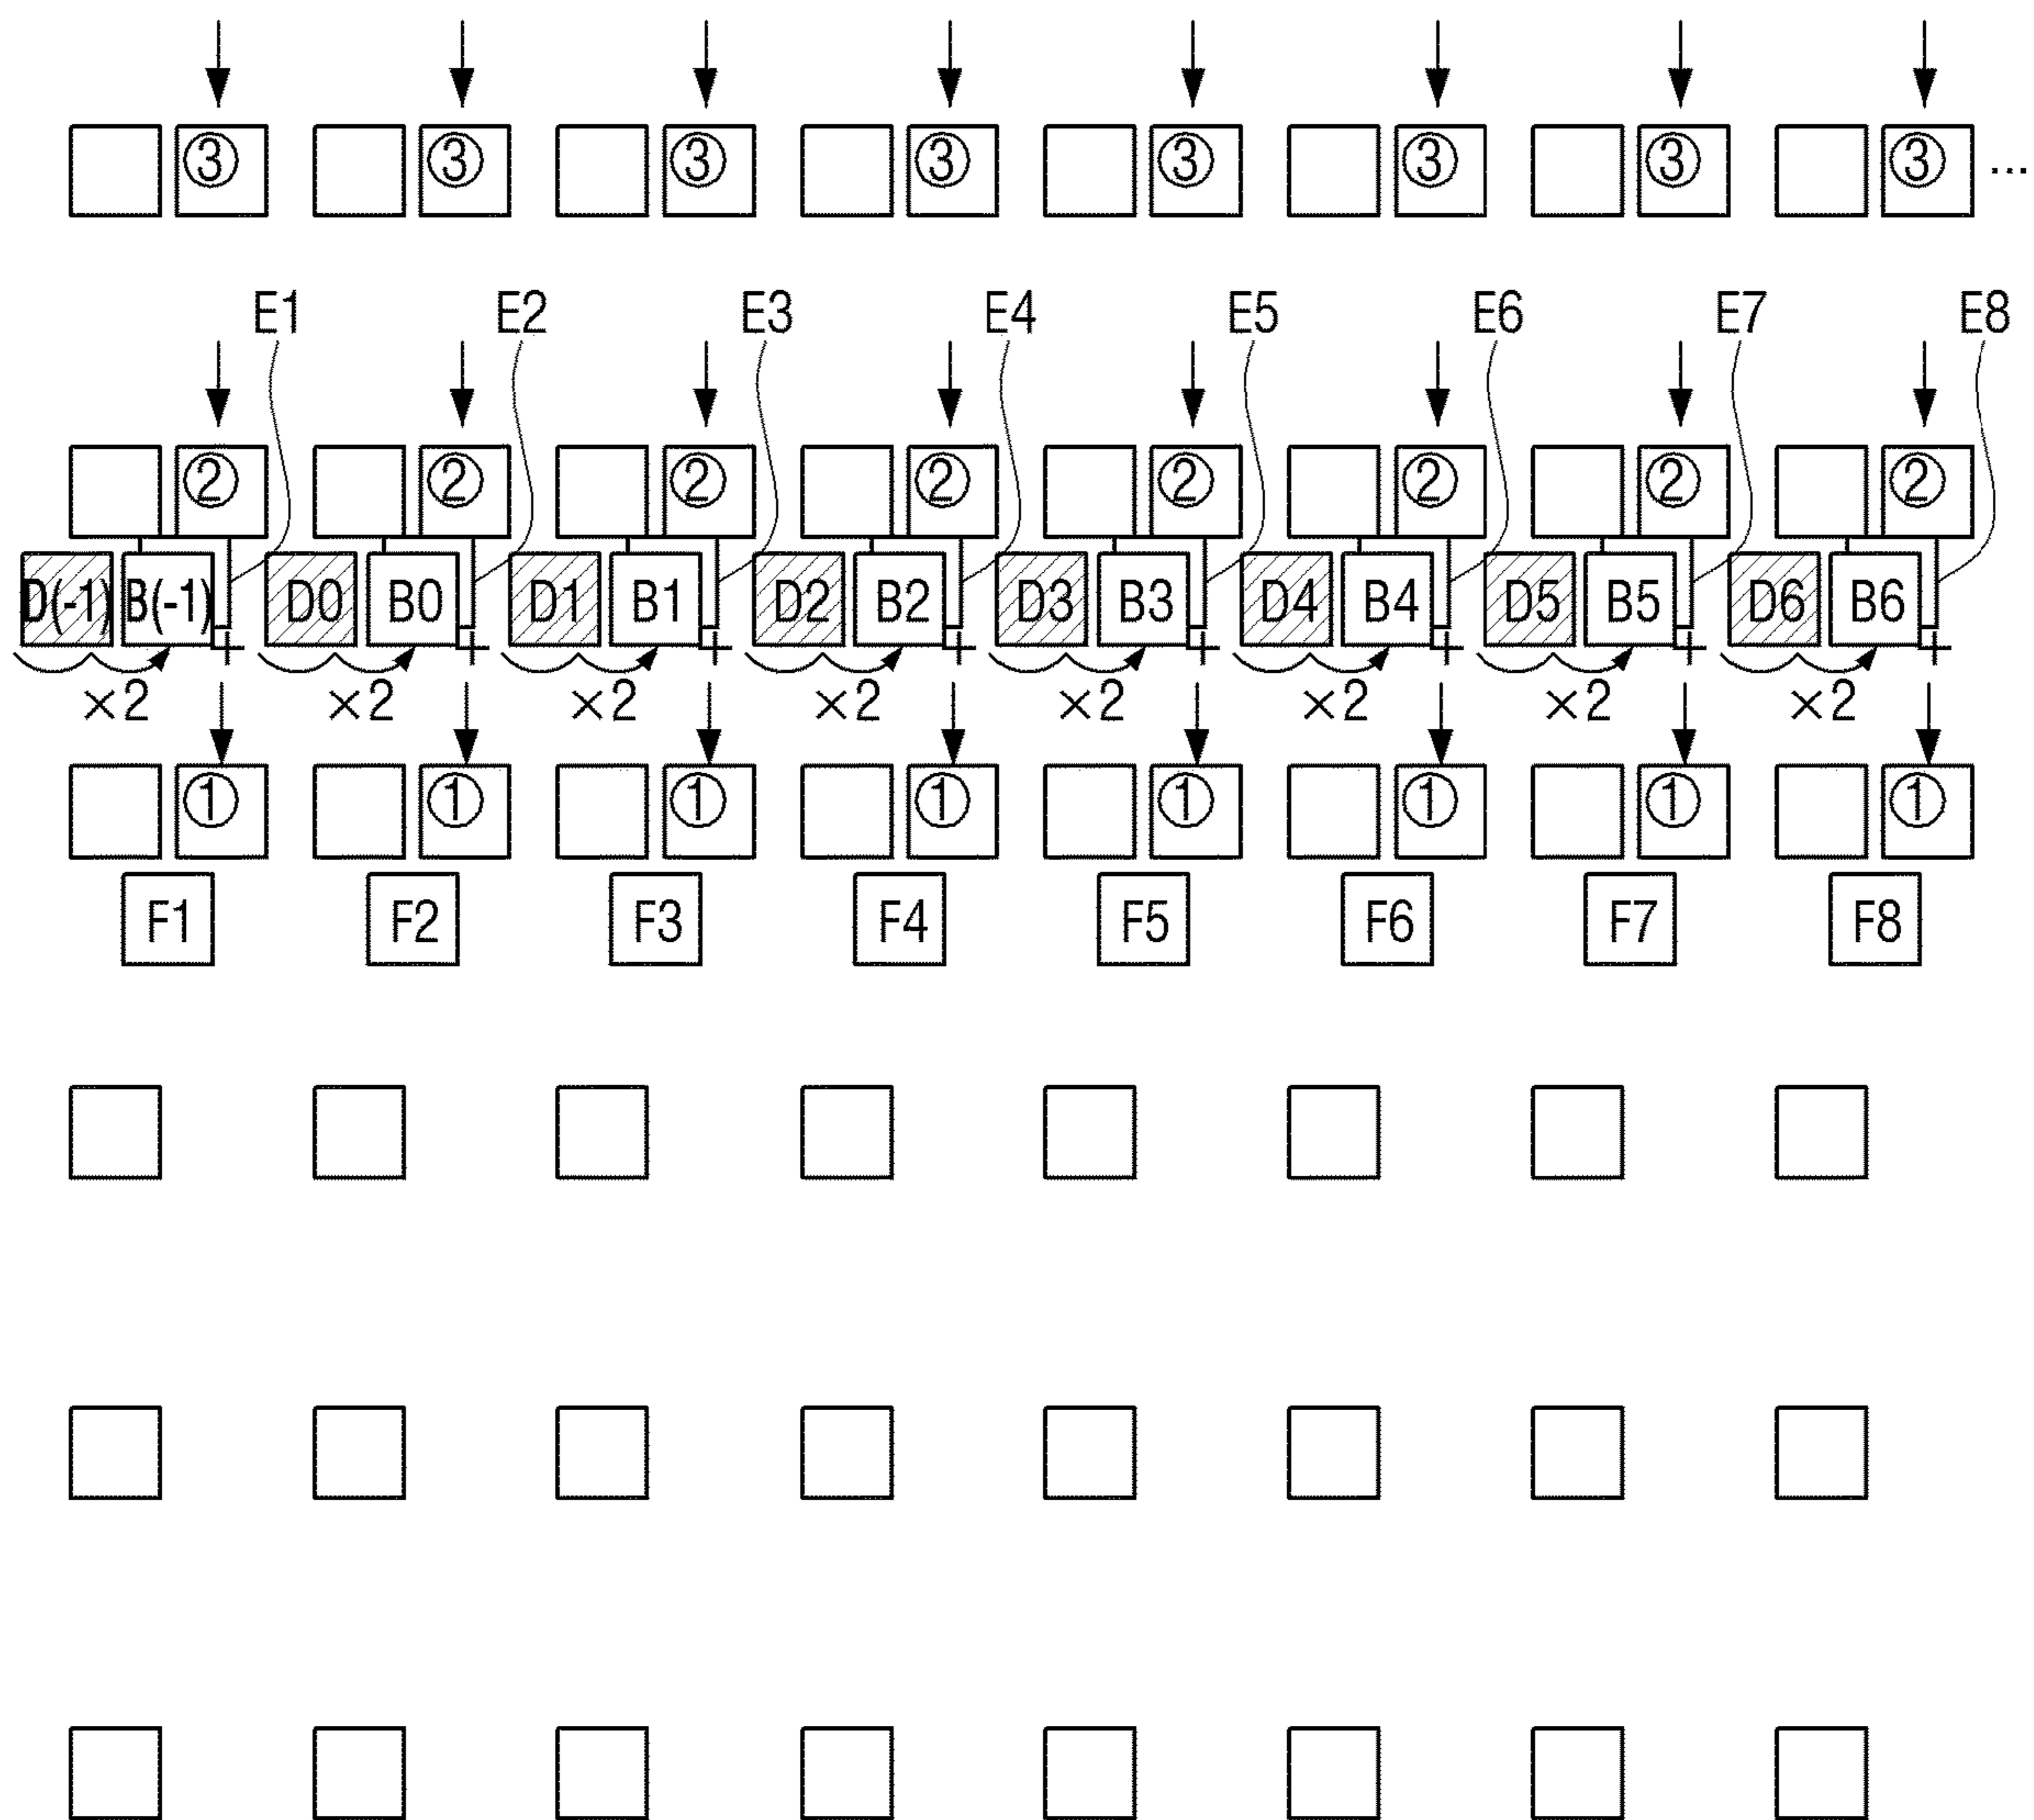 ③ ③ ③ ③ ③ ③ ③ ③ ...
E1 E2 E3 E4 E5 E6 E7 E8
② ② ② ② ② ② ② ②
D(-1) B(-1) D0 B0 D1 B1 D2 B2 D3 B3 D4 B4 D5 B5 D6 B6
+ + + + + + + +
×2 ×2 ×2 ×2 ×2 ×2 ×2 ×2
① ① ① ① ① ① ① ①
F1 F2 F3 F4 F5 F6 F7 F8